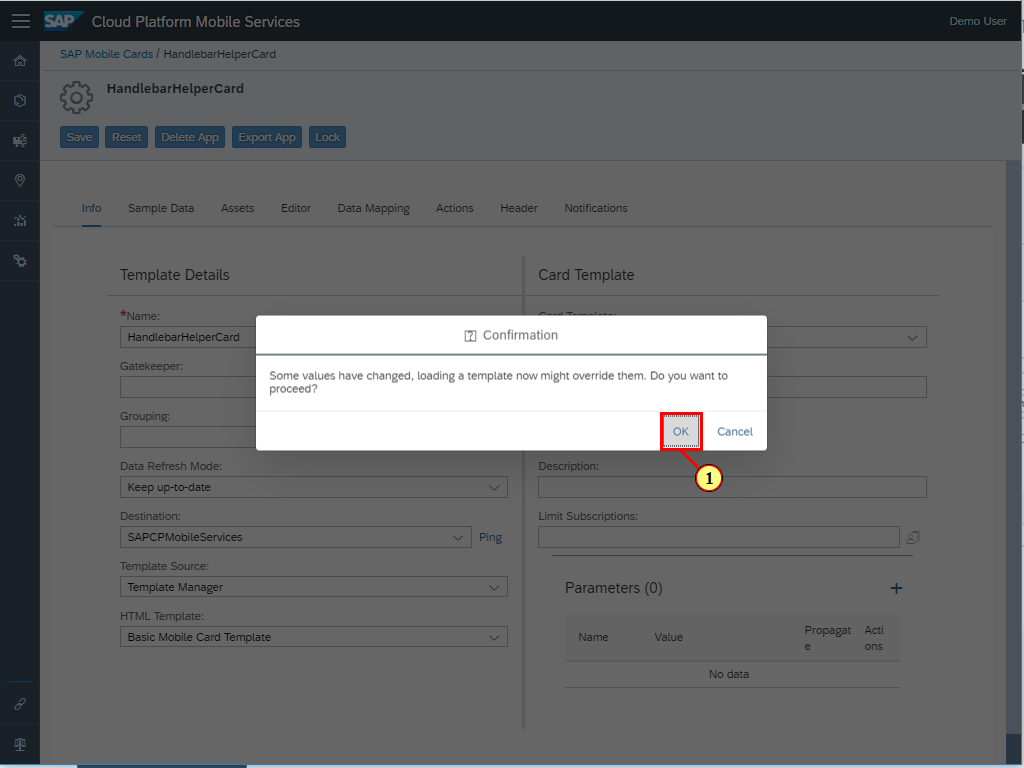 SAP Cloud Platform Mobile Services Demo User
SAP Mobile Cards / HandlebarHelperCard
HandlebarHelperCard
Save Reset Delete App Export App Lock
Info Sample Data Assets Editor Data Mapping Actions Header Notifications
Template Details
*Name:
HandlebarHelperCard
Gatekeeper:
Grouping:
Data Refresh Mode:
Keep up-to-date
Destination:
SAPCPMobileServices Ping
Template Source:
Template Manager
HTML Template:
Basic Mobile Card Template
Card Template
Card Template:
Confirmation
Some values have changed, loading a template now might override them. Do you want to
proceed?
OK Cancel
1
Description:
Limit Subscriptions:
Parameters (0) +
Name Value Propagat
e Acti
ons
No data